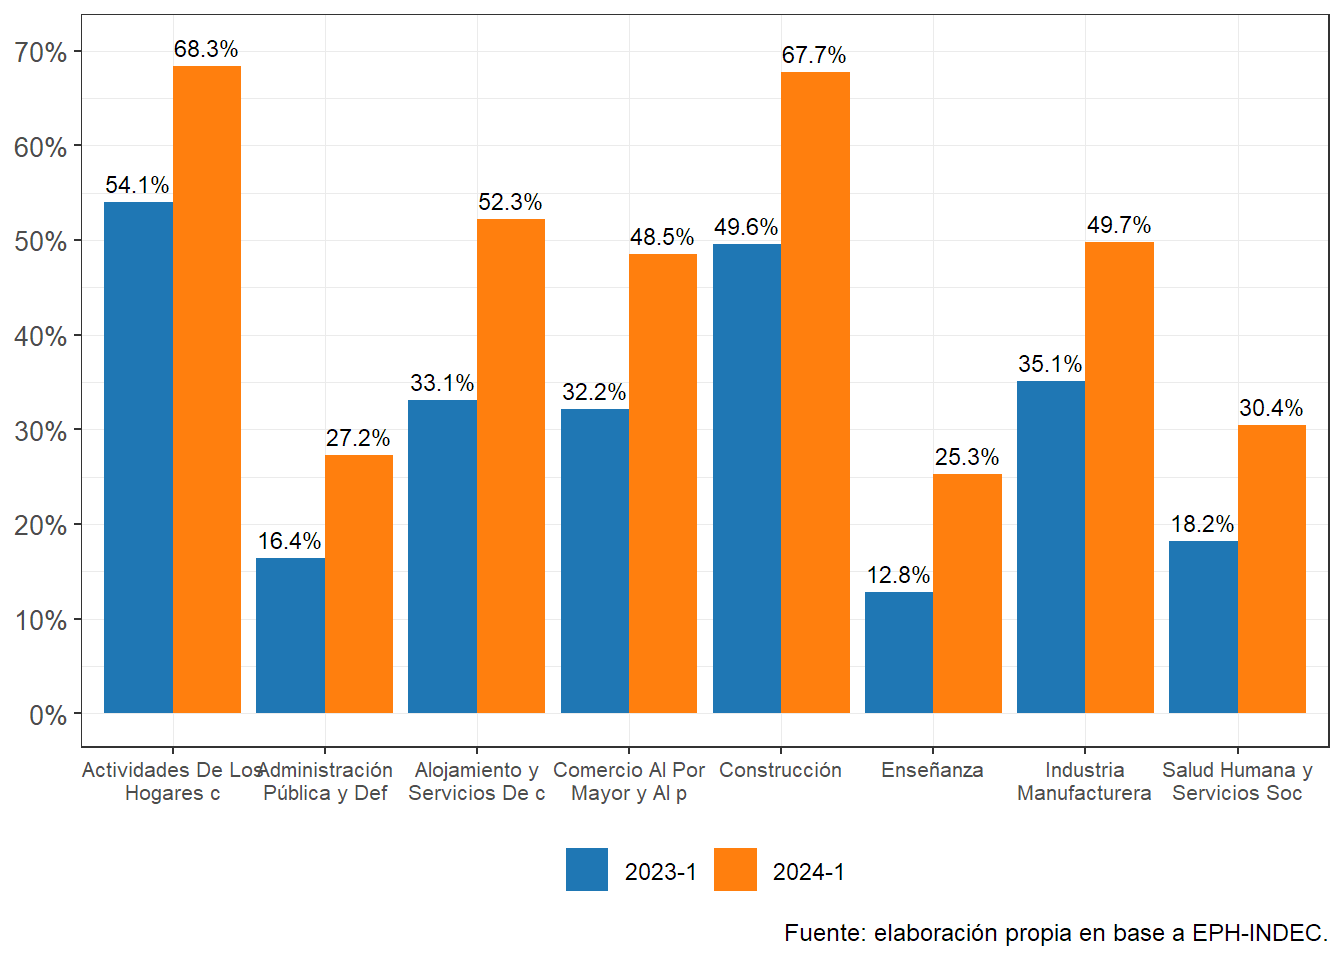 70%
60%
50%
40%
30%
20%
10%
0%
54.1%
68.3%
16.4%
27.2%
33.1%
52.3%
32.2%
48.5%
49.6%
67.7%
12.8%
25.3%
35.1%
49.7%
18.2%
30.4%
Actividades De Los
Hogares c
Administración
Pública y Def
Alojamiento y
Servicios De c
Comercio Al Por
Mayor y Al p
Construcción
Enseñanza
Industria
Manufacturera
Salud Humana y
Servicios Soc
2023-1
2024-1
Fuente: elaboración propia en base a EPH-INDEC.